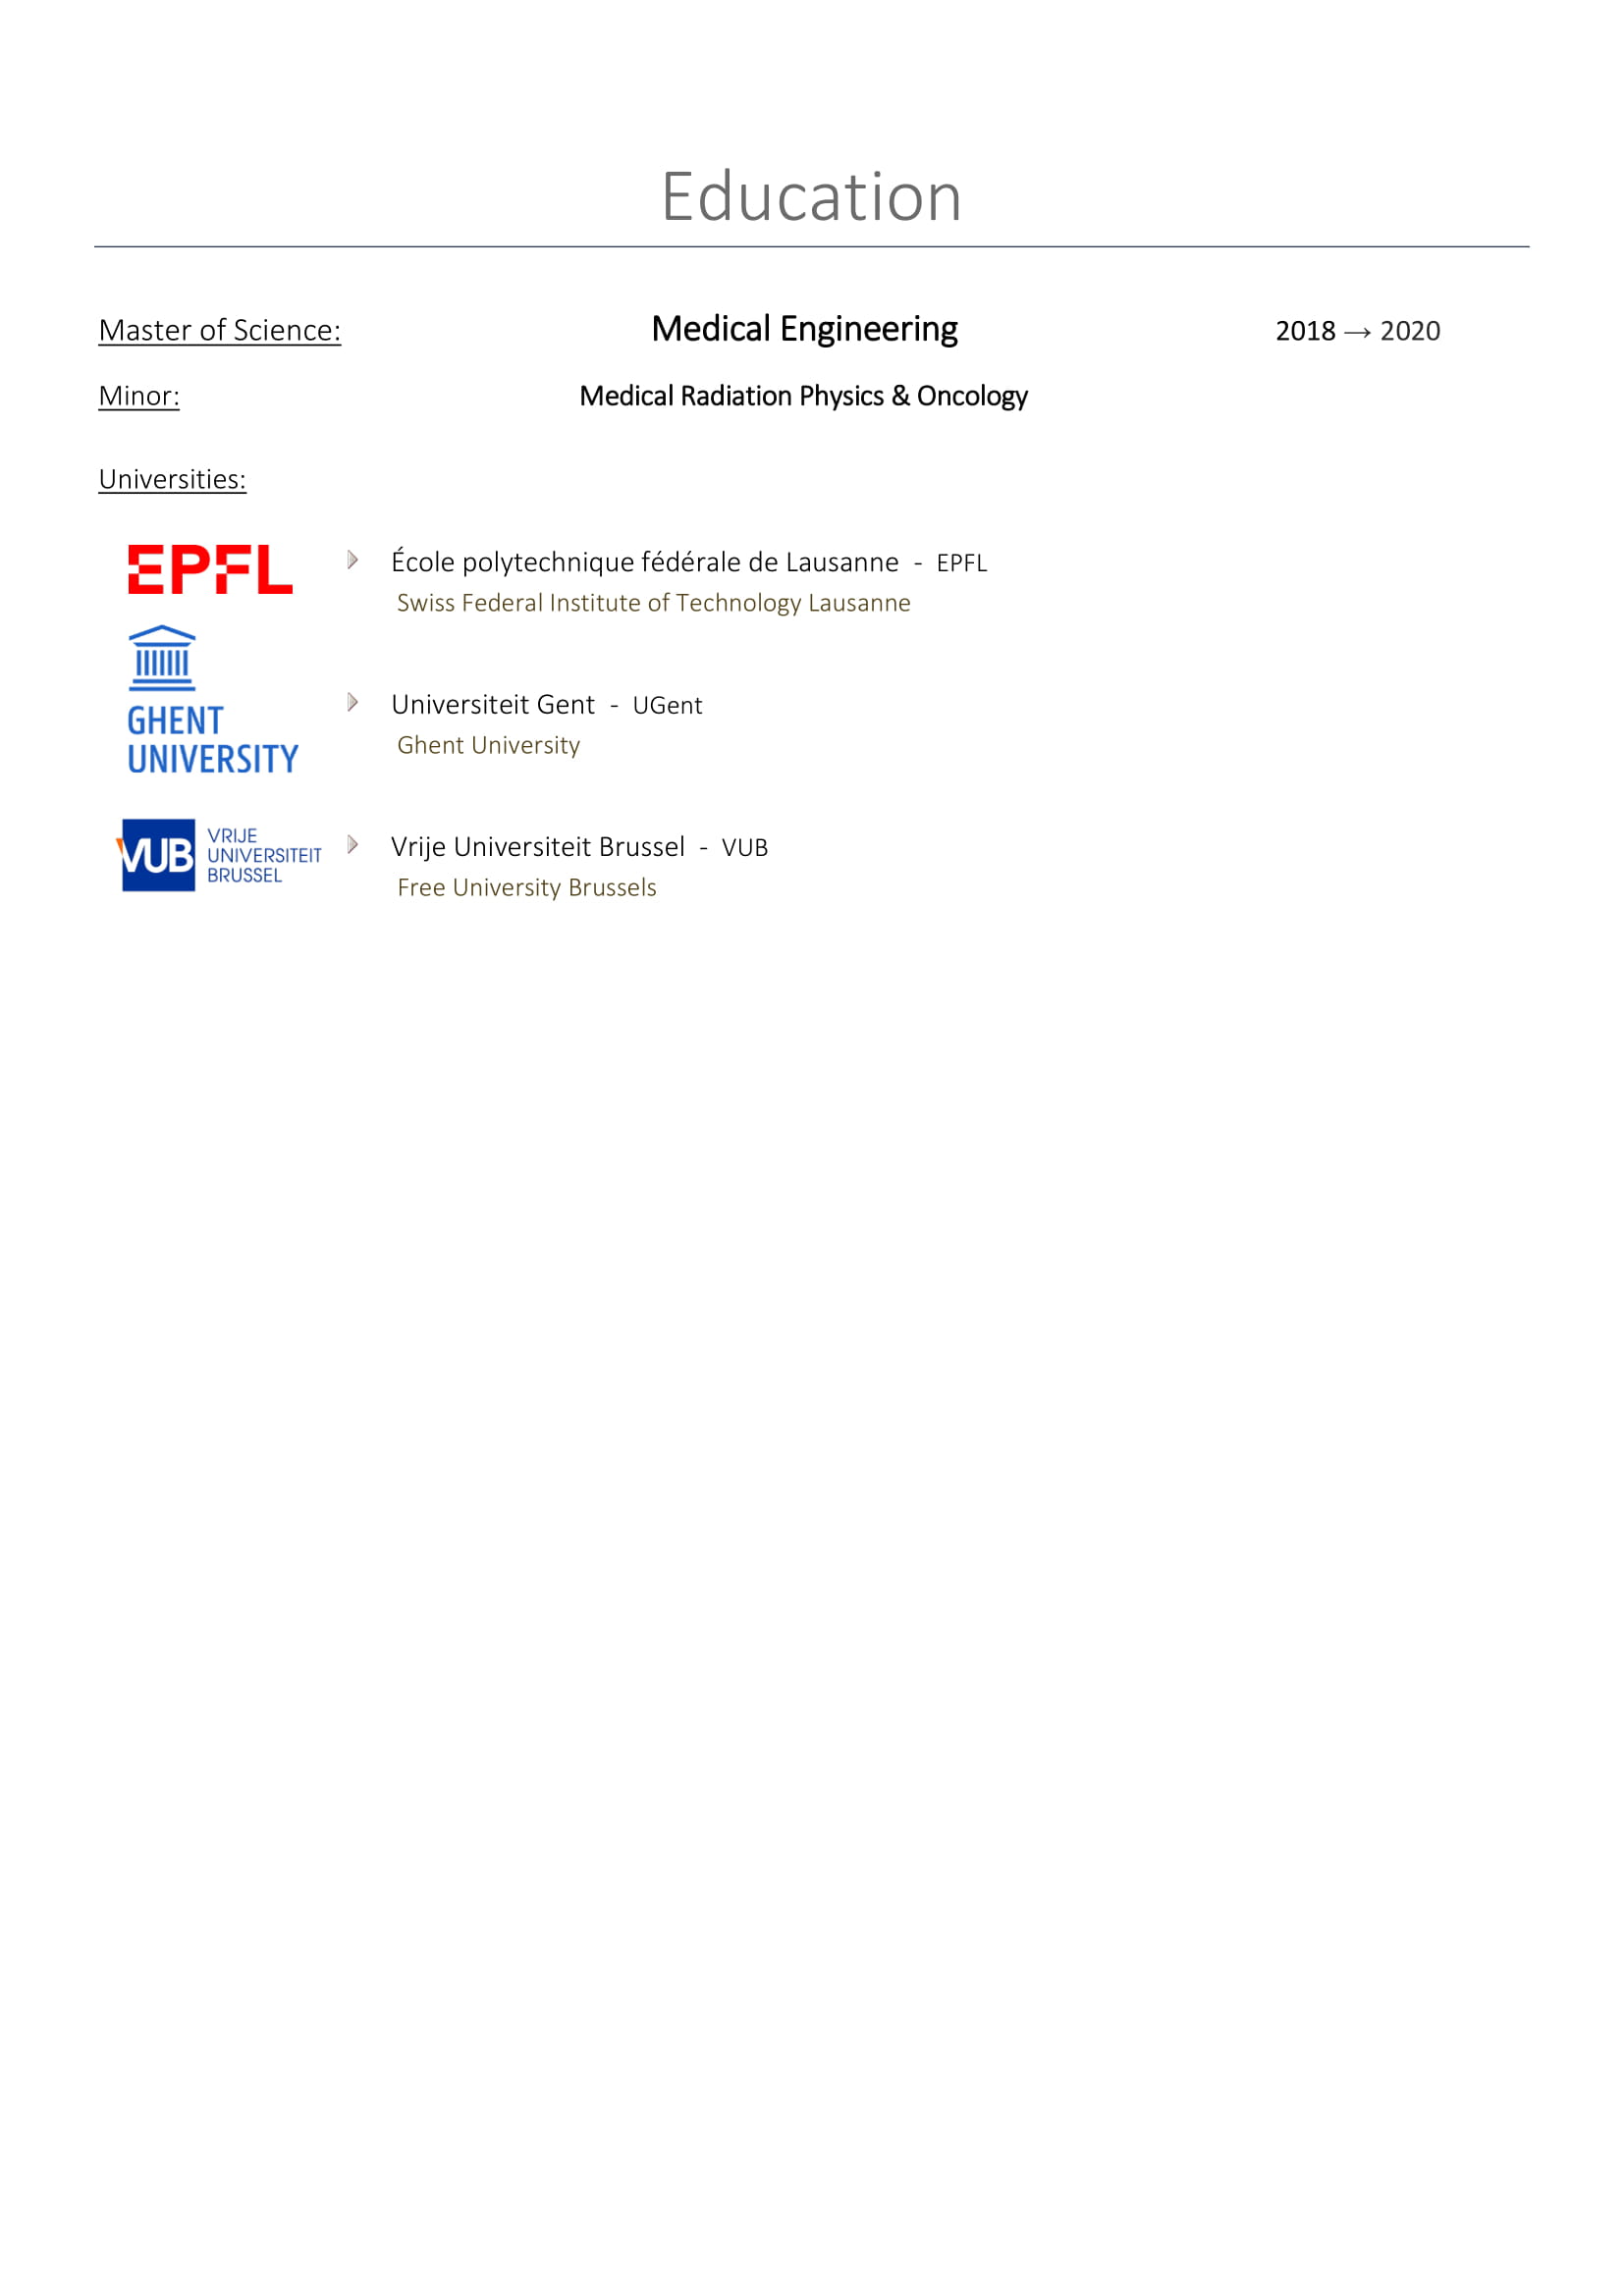 Education
Master of Science: Medical Engineering 2018 → 2020
Minor: Medical Radiation Physics & Oncology
Universities:
EPFL
École polytechnique fédérale de Lausanne - EPFL
Swiss Federal Institute of Technology Lausanne
GHENT
UNIVERSITY
Universiteit Gent - UGent
Ghent University
VUB
VRIJE
UNIVERSITEIT
BRUSSEL
Vrije Universiteit Brussel - VUB
Free University Brussels